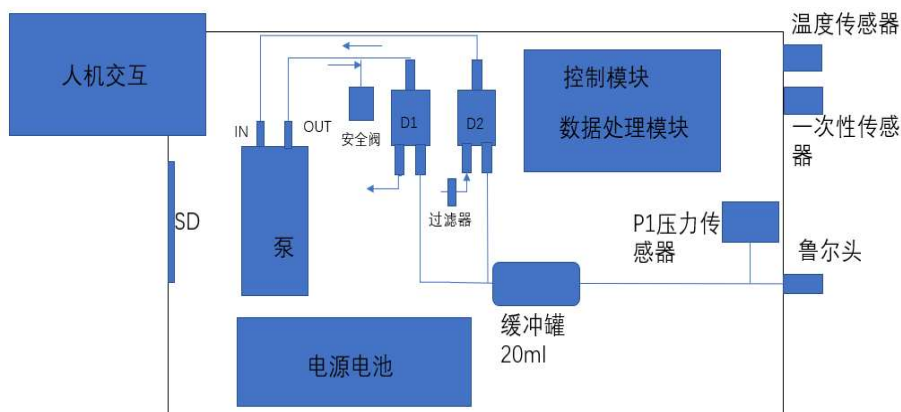 人机交互
温度传感器
控制模块
数据处理模块
一次性传感
器
IN
OUT
安全阀
D1
D2
过滤器
SD
泵
P1压力传
感器
鲁尔头
缓冲罐
20ml
电源电池